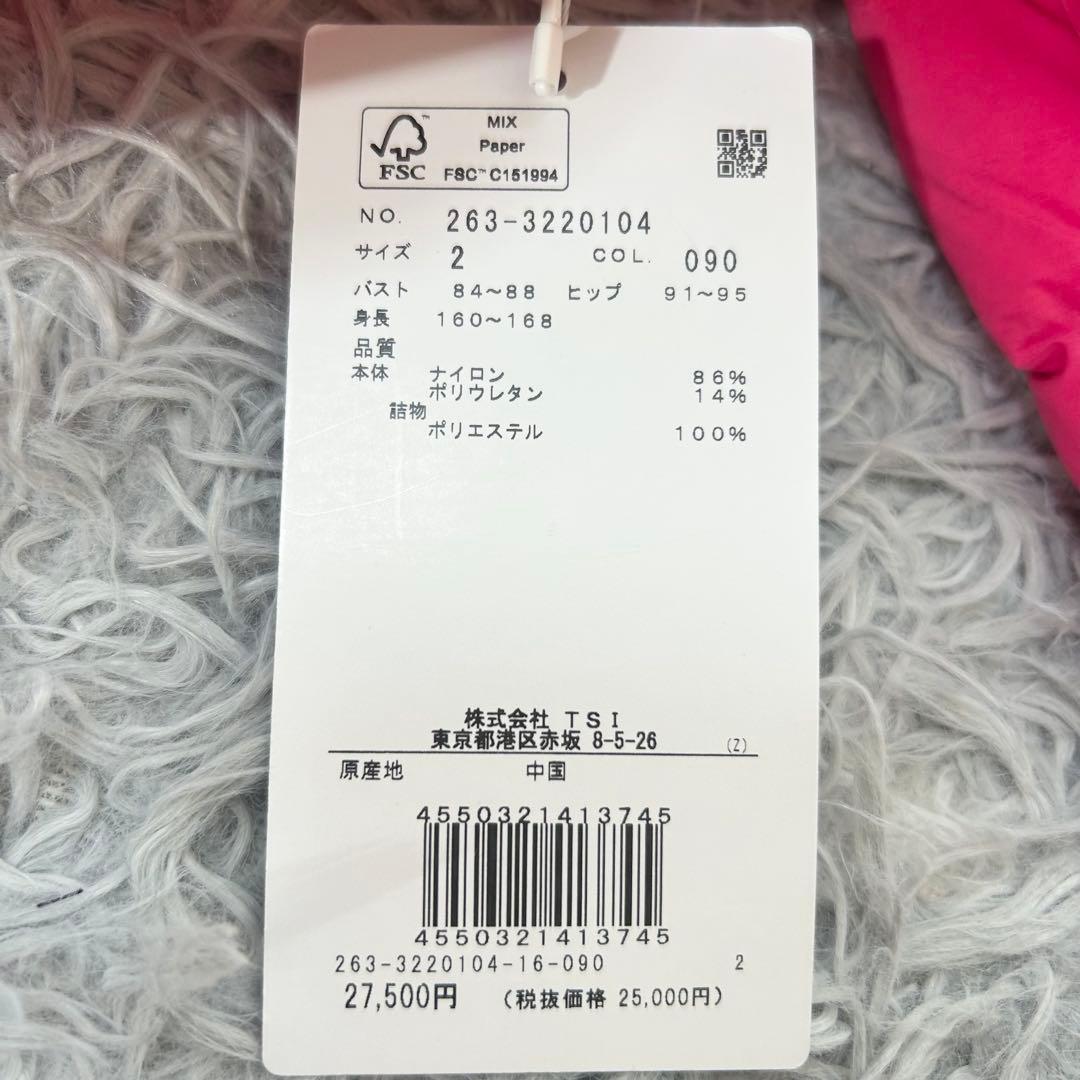 MIX
Paper
FSC™ C151994
FSC™
NO. 263-3220104
サイズ 2 COL. 090
バスト 84～88 ヒップ 91～95
身長 160～168
品質
本体 ナイロン 86%
ポリウレタン 14%
詰物
ポリエステル 100%
株式会社 TSI
東京都港区赤坂 8-5-26 (Z)
原産地 中国
4550321413745
4550321413745
263-3220104-16-090 2
27,500円 (税抜価格 25,000円)